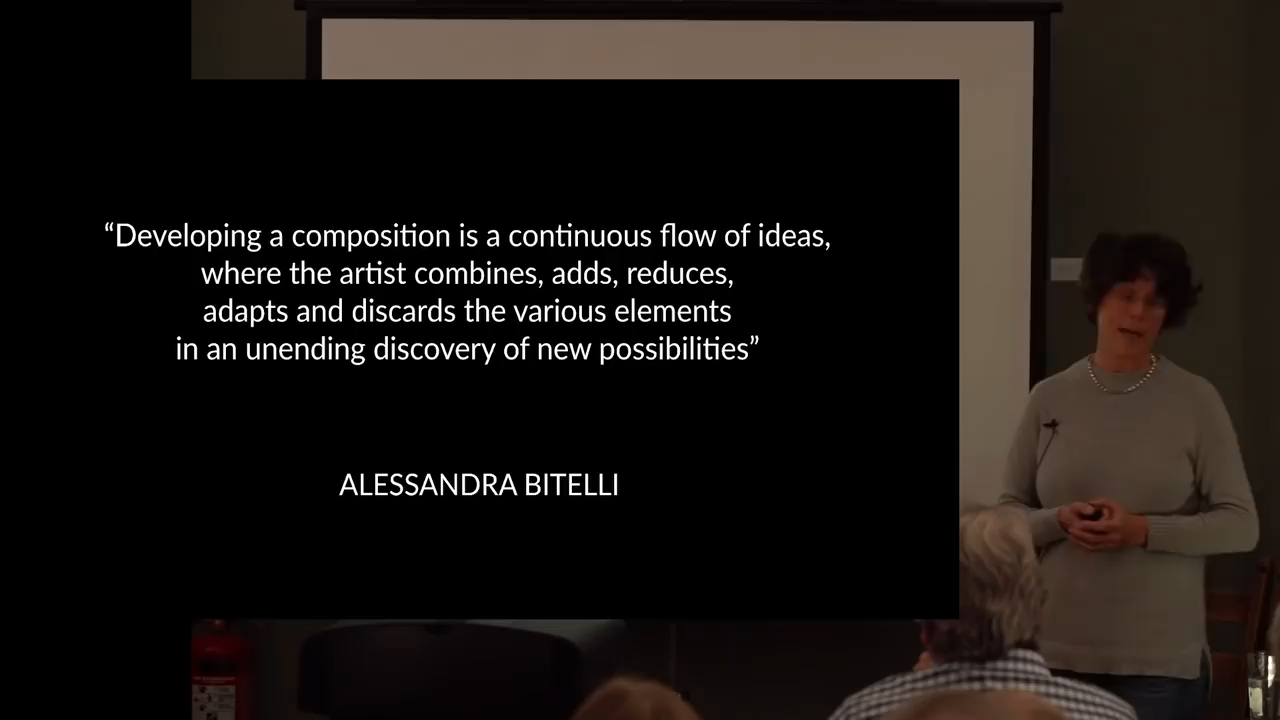 “Developing a composition is a continuous flow of ideas,
where the artist combines, adds, reduces,
adapts and discards the various elements
in an unending discovery of new possibilities”
ALESSANDRA BITELLI